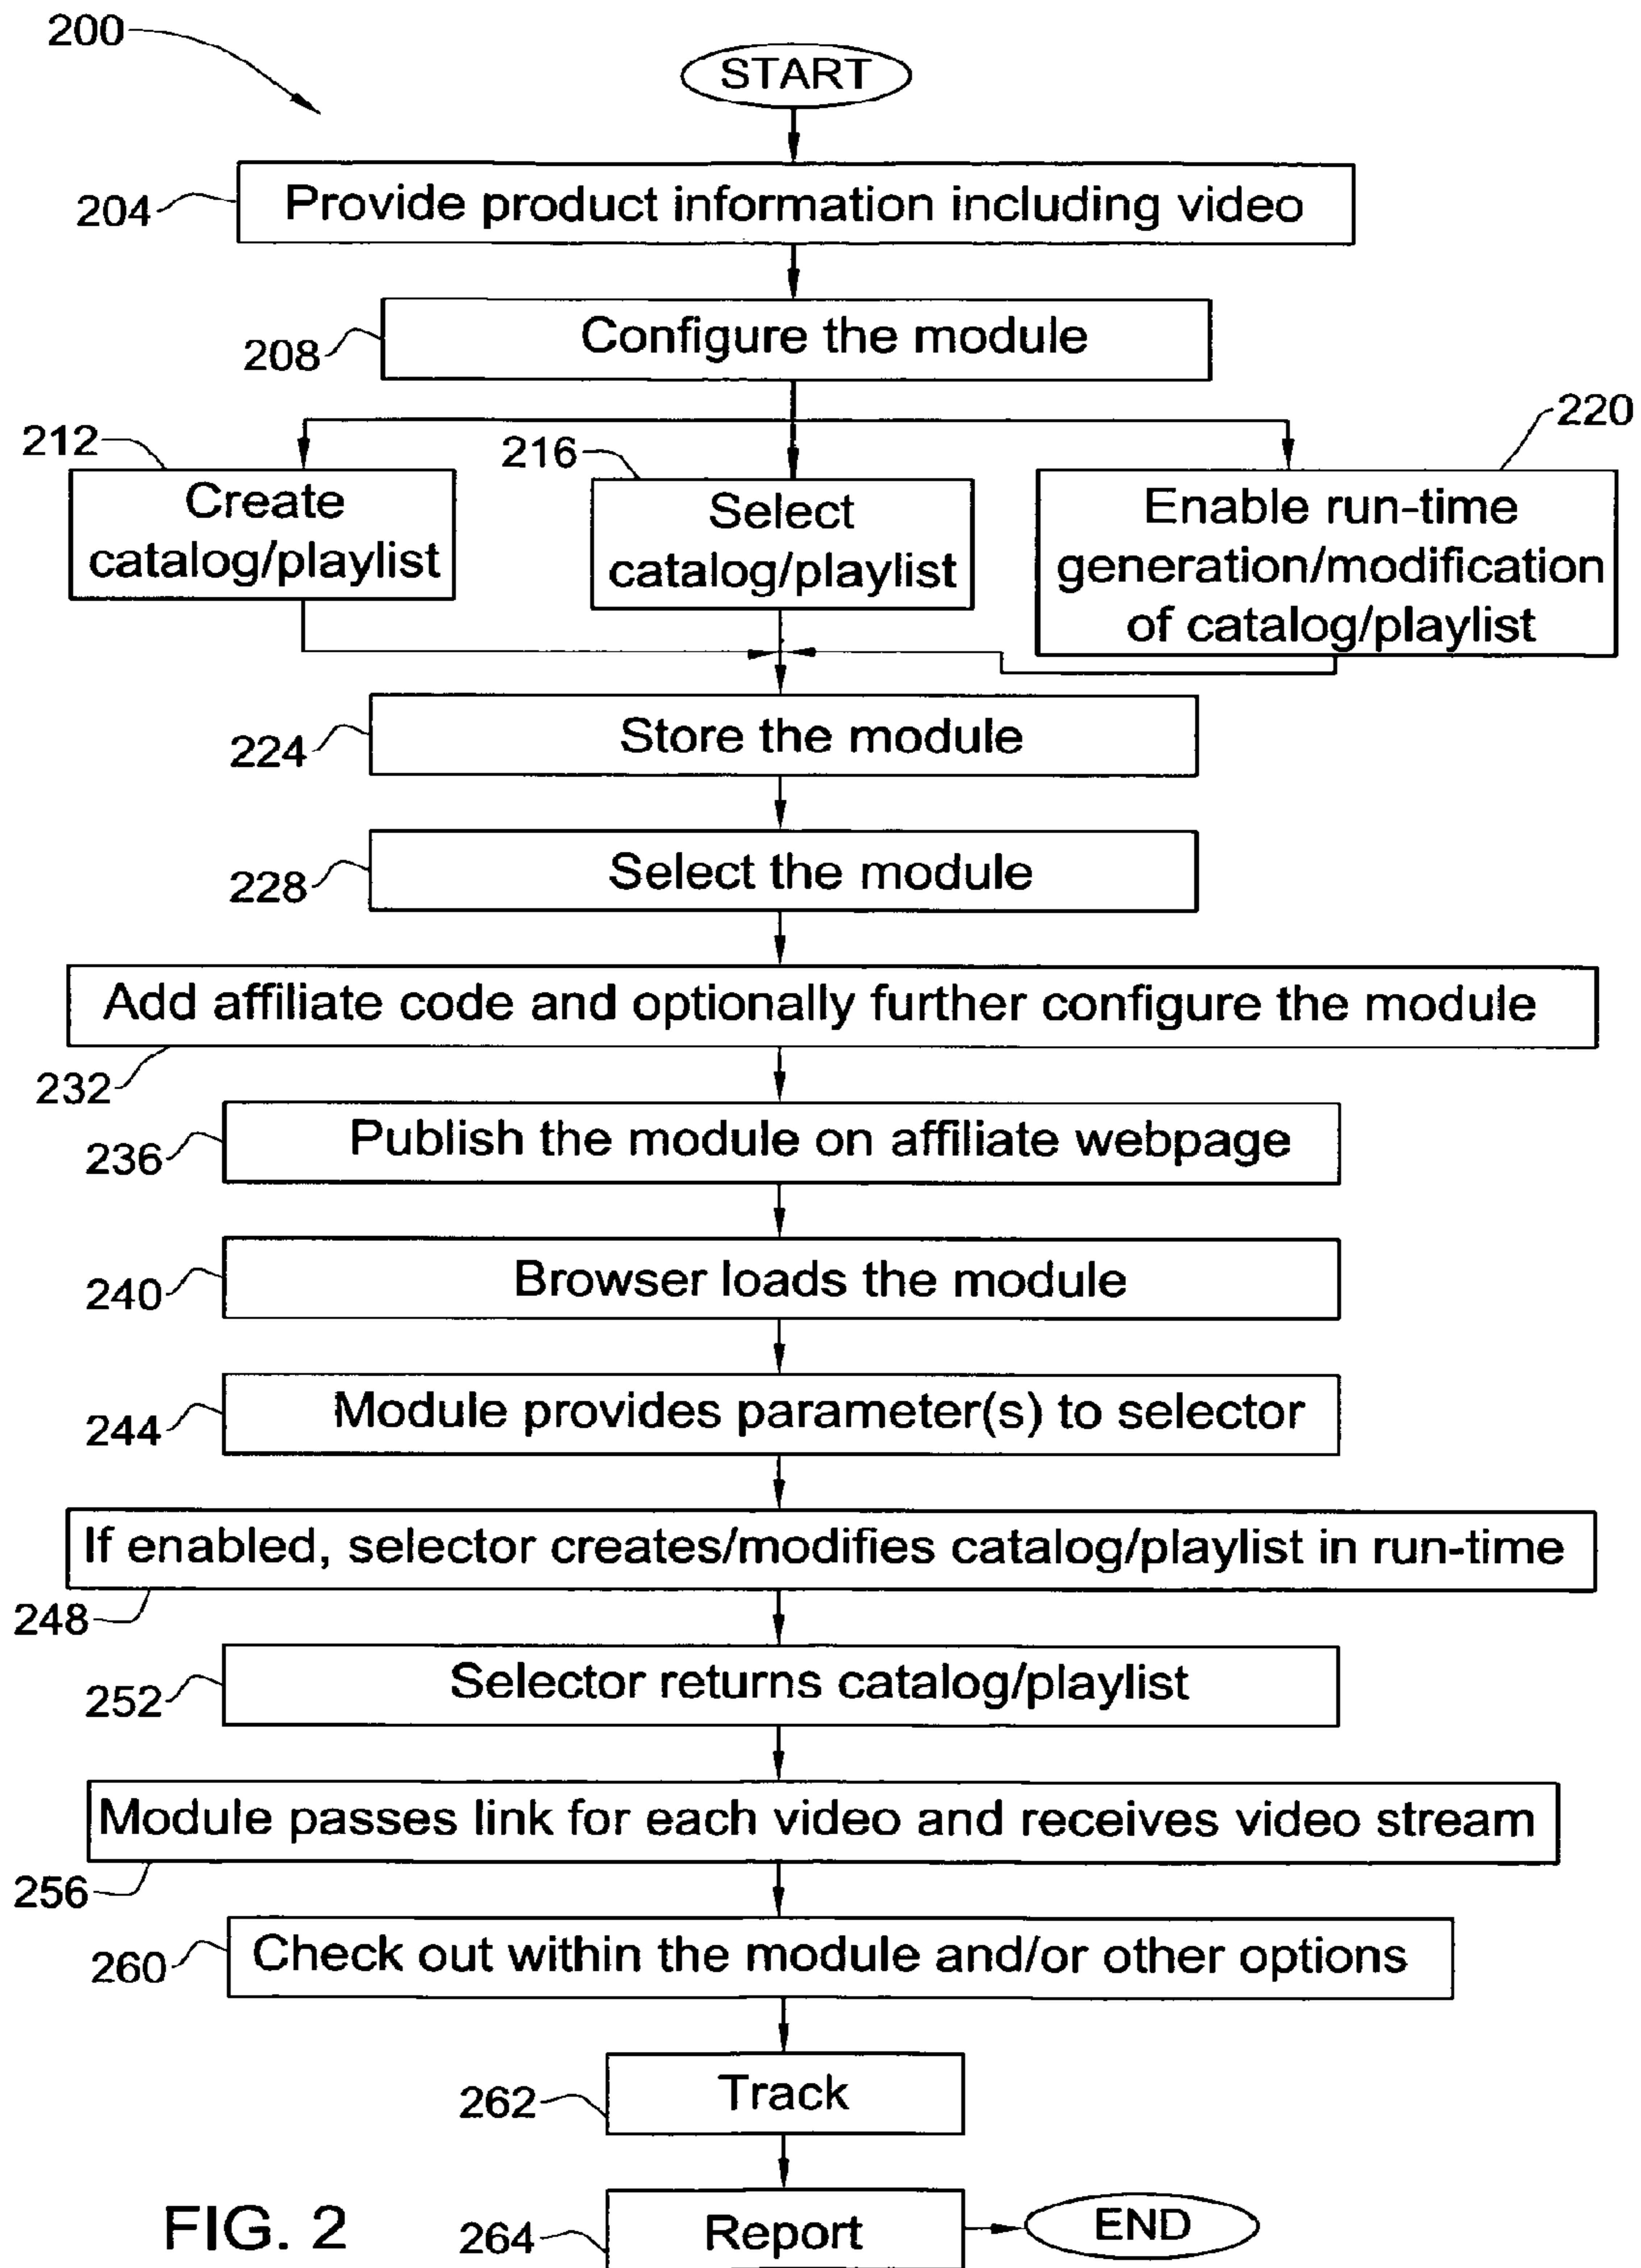 200
START
204
Provide product information including video
208
Configure the module
212
Create
catalog/playlist
216
Select
catalog/playlist
220
Enable run-time
generation/modification
of catalog/playlist
224
Store the module
228
Select the module
Add affiliate code and optionally further configure the module
232
236
Publish the module on affiliate webpage
240
Browser loads the module
244
Module provides parameter(s) to selector
If enabled, selector creates/modifies catalog/playlist in run-time
248
252
Selector returns catalog/playlist
Module passes link for each video and receives video stream
256
260
Check out within the module and/or other options
262
Track
FIG. 2
264
Report
END